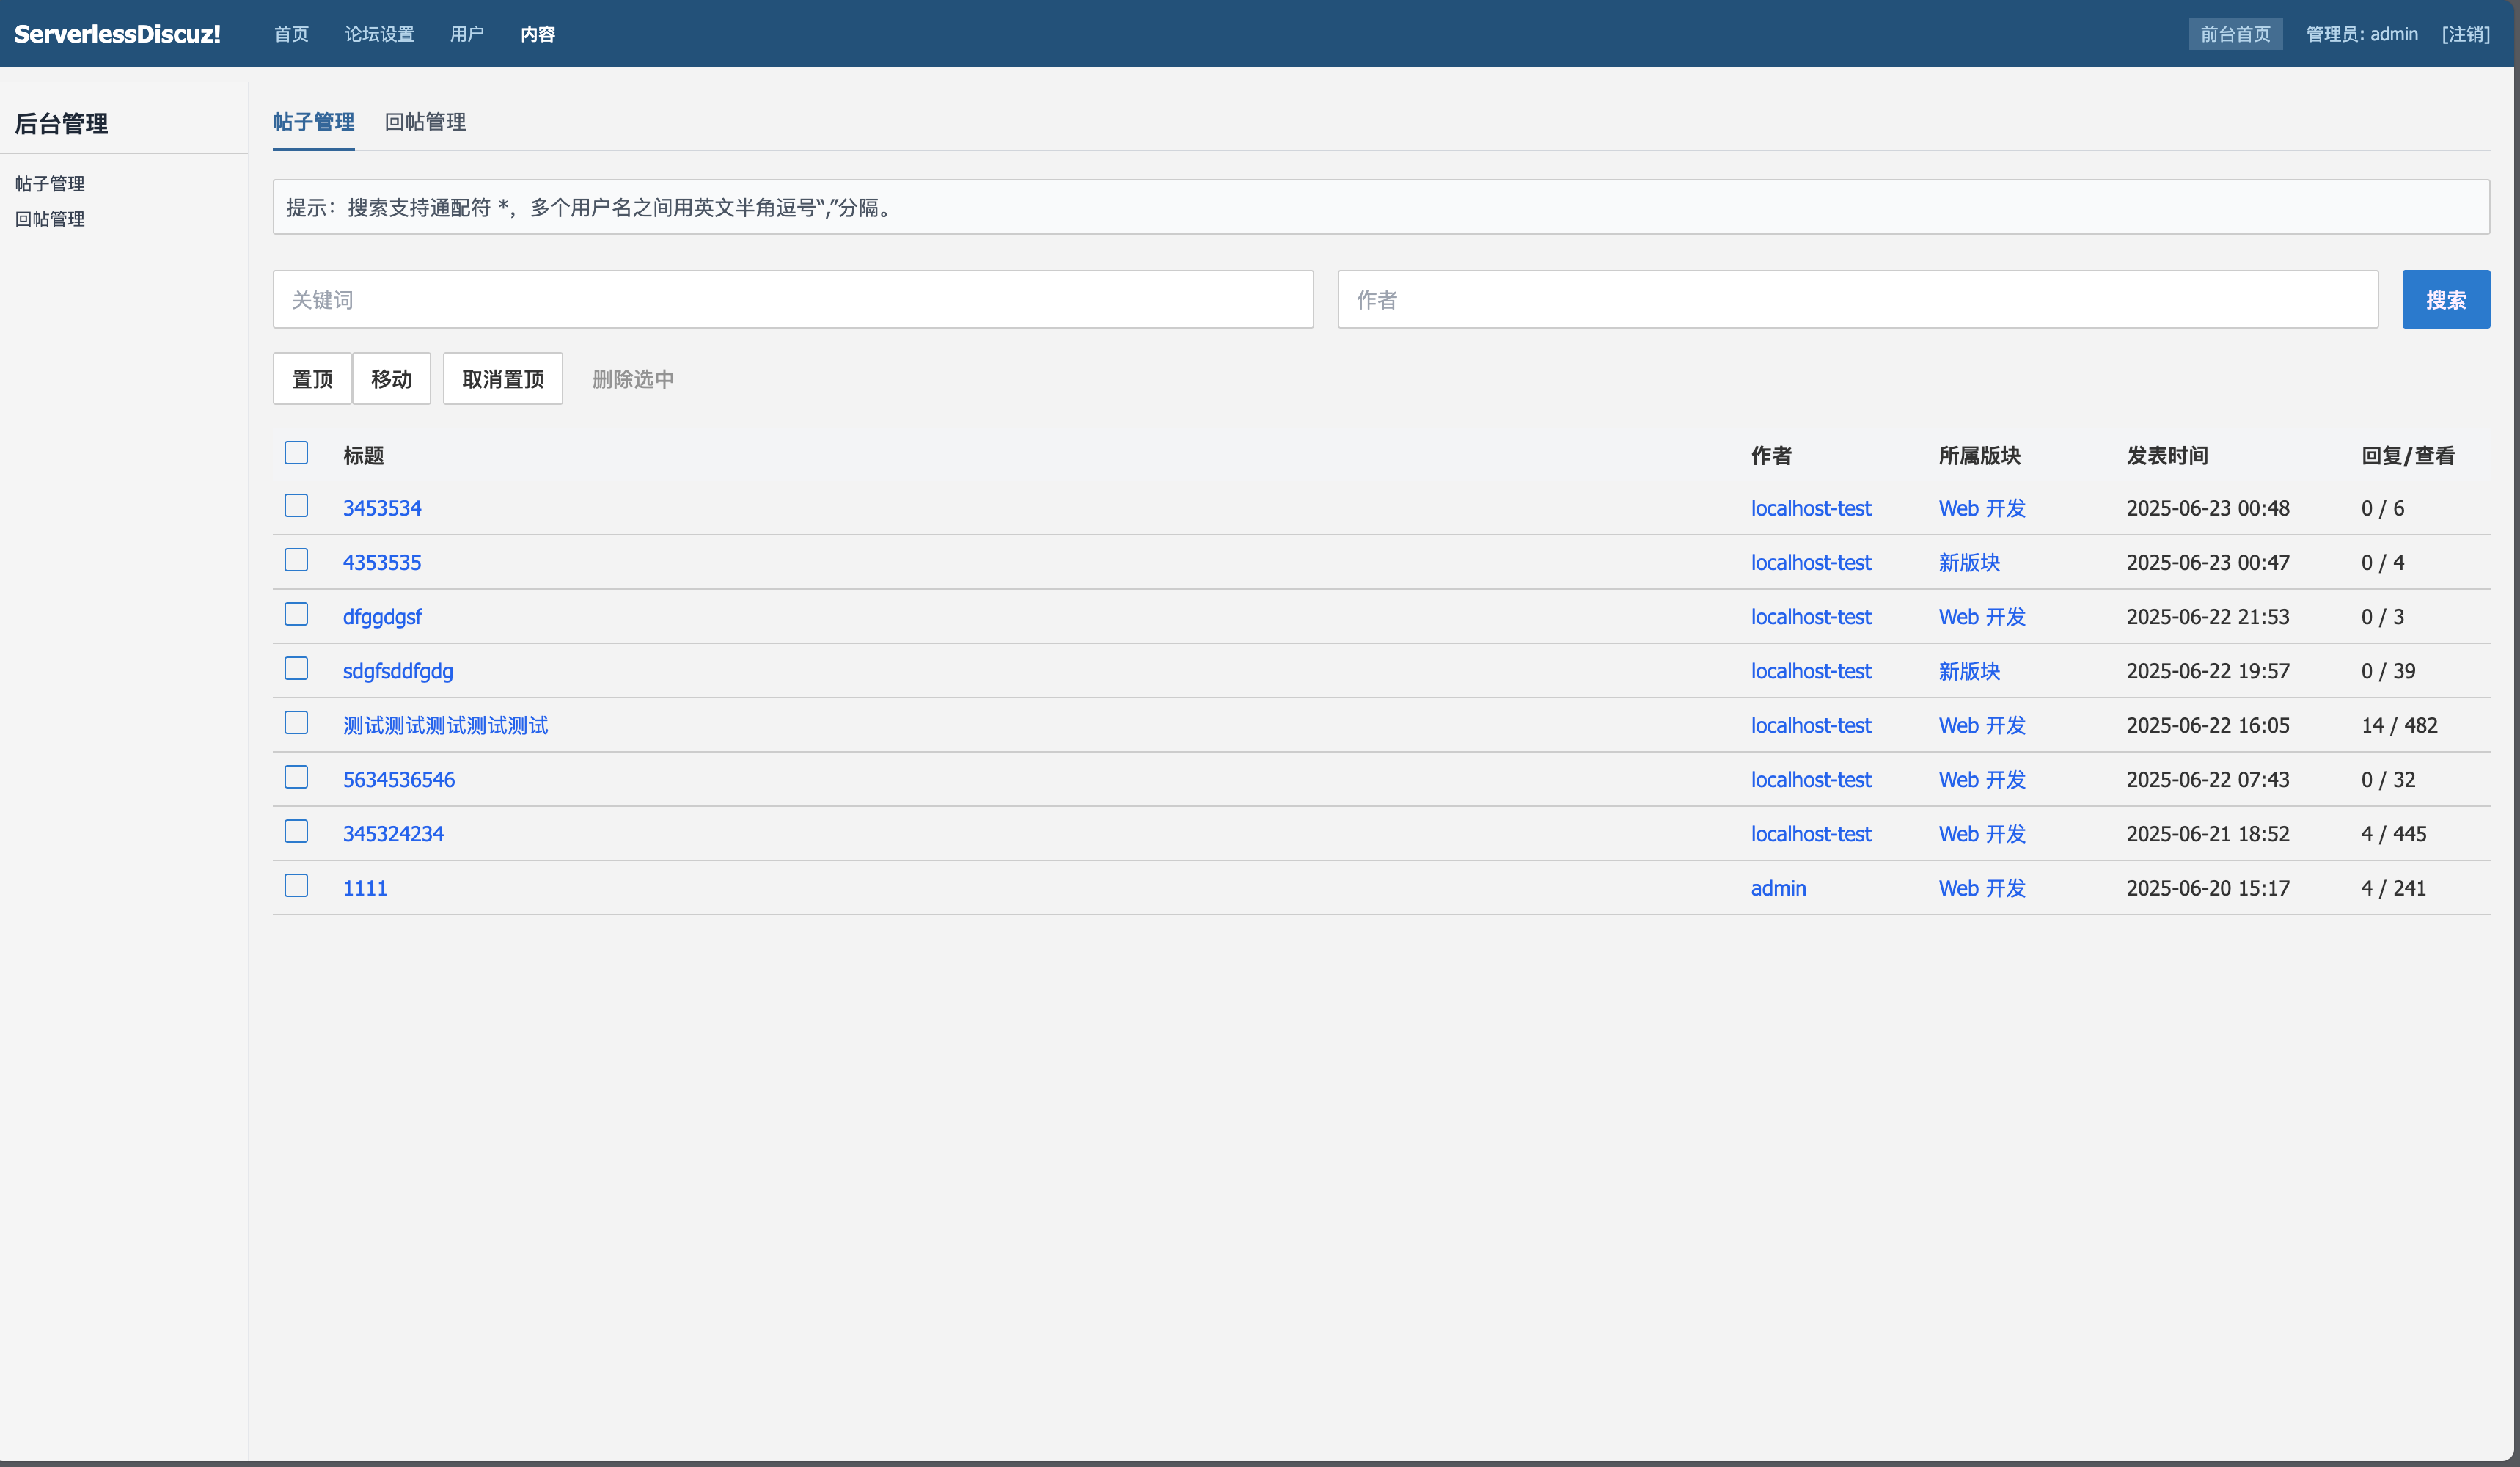 ServerlessDiscuz! 首页 论坛设置 用户 内容 前台首页 管理员: admin [注销]
后台管理
帖子管理
回帖管理
帖子管理 回帖管理
提示：搜索支持通配符 *，多个用户名之间用英文半角逗号“,”分隔。
关键词 作者 搜索
置顶 移动 取消置顶 删除选中
标题 作者 所属版块 发表时间 回复/查看
3453534 localhost-test Web 开发 2025-06-23 00:48 0 / 6
4353535 localhost-test 新版块 2025-06-23 00:47 0 / 4
dfggdgsf localhost-test Web 开发 2025-06-22 21:53 0 / 3
sdgfsddfgdg localhost-test 新版块 2025-06-22 19:57 0 / 39
测试测试测试测试测试 localhost-test Web 开发 2025-06-22 16:05 14 / 482
5634536546 localhost-test Web 开发 2025-06-22 07:43 0 / 32
345324234 localhost-test Web 开发 2025-06-21 18:52 4 / 445
1111 admin Web 开发 2025-06-20 15:17 4 / 241